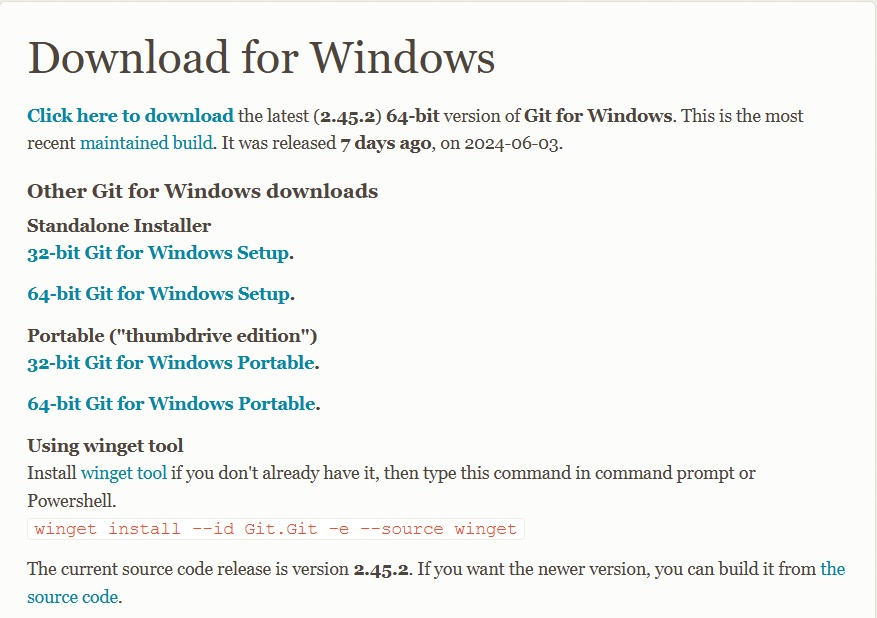 Download for Windows
Click here to download the latest (2.45.2) 64-bit version of Git for Windows. This is the most
recent maintained build. It was released 7 days ago, on 2024-06-03.
Other Git for Windows downloads
Standalone Installer
32-bit Git for Windows Setup.
64-bit Git for Windows Setup.
Portable ("thumbdrive edition")
32-bit Git for Windows Portable.
64-bit Git for Windows Portable.
Using winget tool
Install winget tool if you don't already have it, then type this command in command prompt or
Powershell.
winget install --id Git.Git -e --source winget
The current source code release is version 2.45.2. If you want the newer version, you can build it from the
source code.